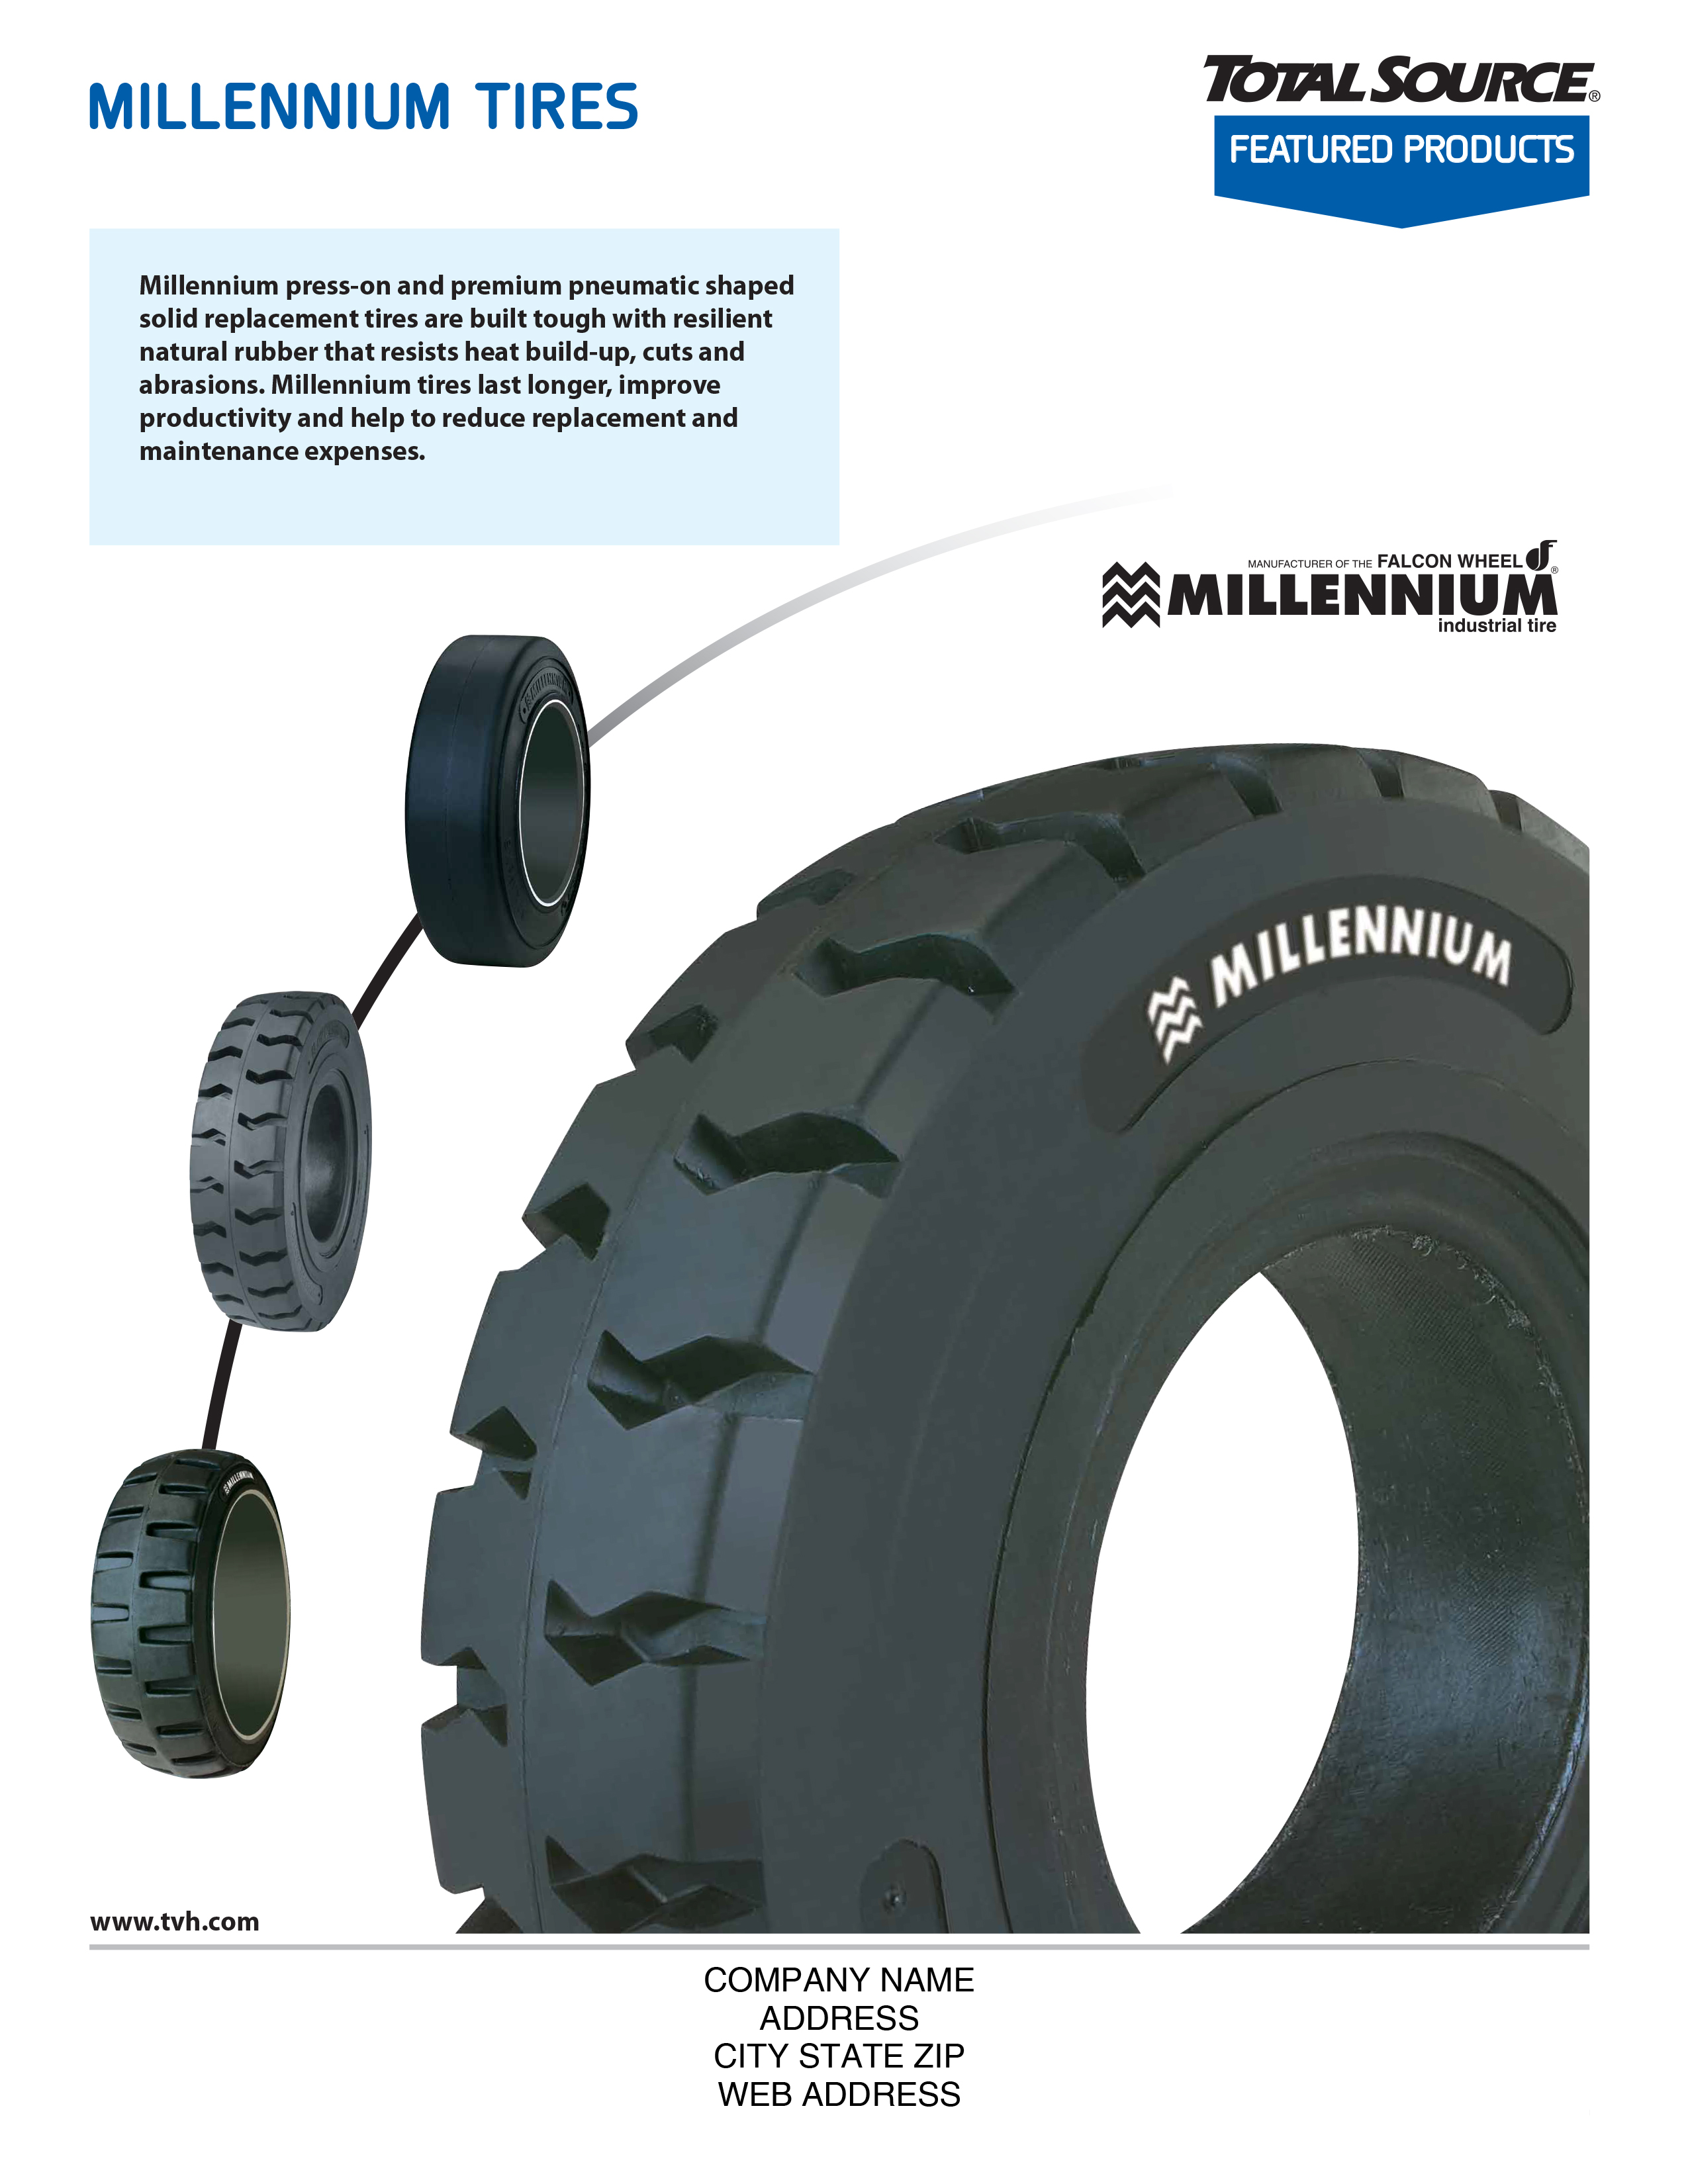 MILLENNIUM TIRES
TOTALSOURCE®
FEATURED PRODUCTS
Millennium press-on and premium pneumatic shaped
solid replacement tires are built tough with resilient
natural rubber that resists heat build-up, cuts and
abrasions. Millennium tires last longer, improve
productivity and help to reduce replacement and
maintenance expenses.
MANUFACTURER OF THE FALCON WHEEL f®
MILLENNIUM
industrial tire
MILLENNIUM
MILLENNIUM
MILLENNIUM
www.tvh.com
COMPANY NAME
ADDRESS
CITY STATE ZIP
WEB ADDRESS